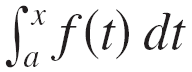 ∫ₐˣ f(t) dt